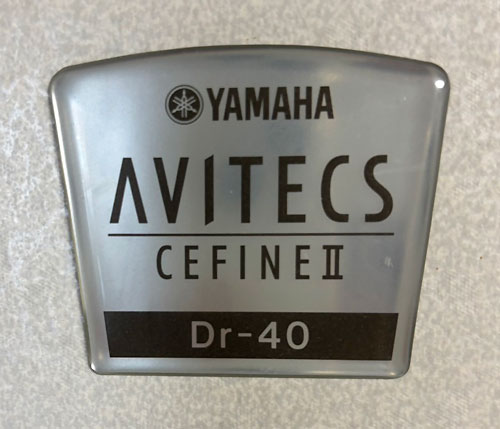 YAMAHA
AVITECS
CEFINE II
Dr-40